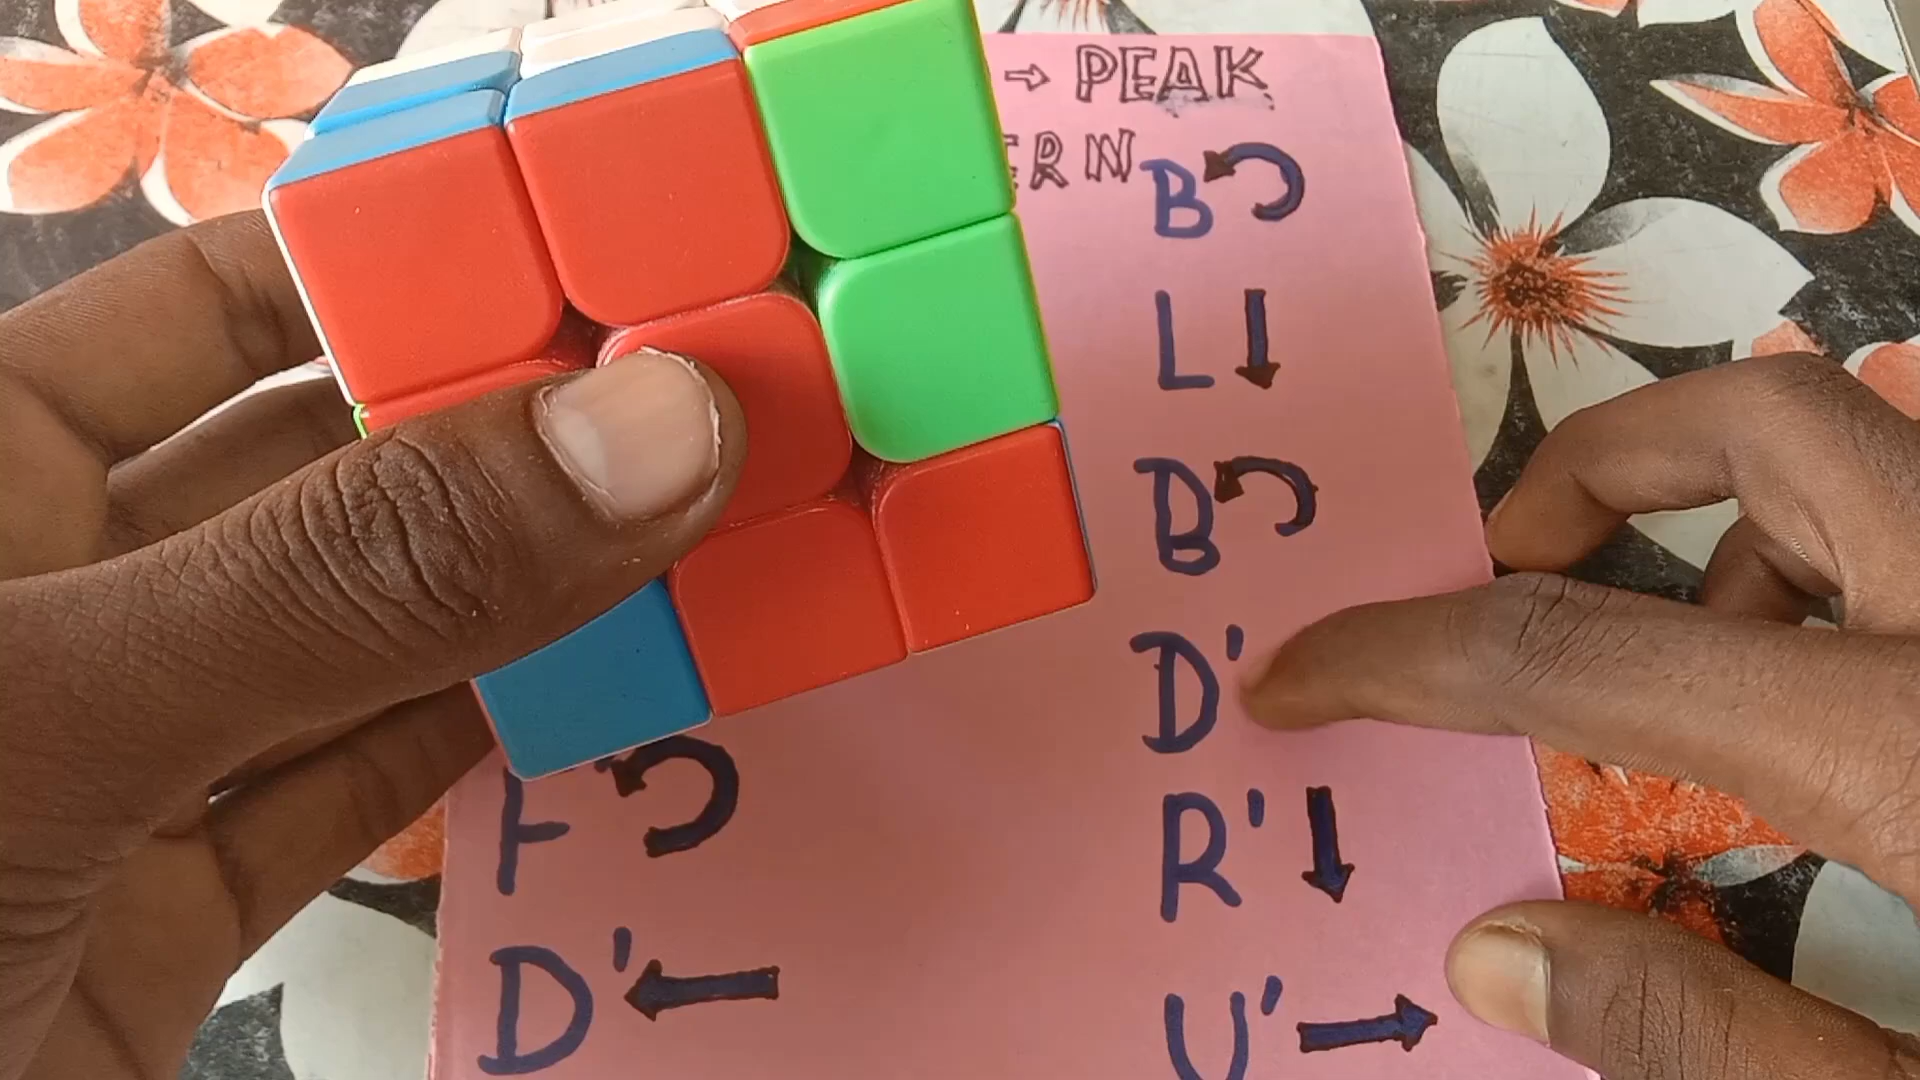 → PEAK
ERN
B
L ↓
B
D'
R' ↓
U' →
F
D' ←